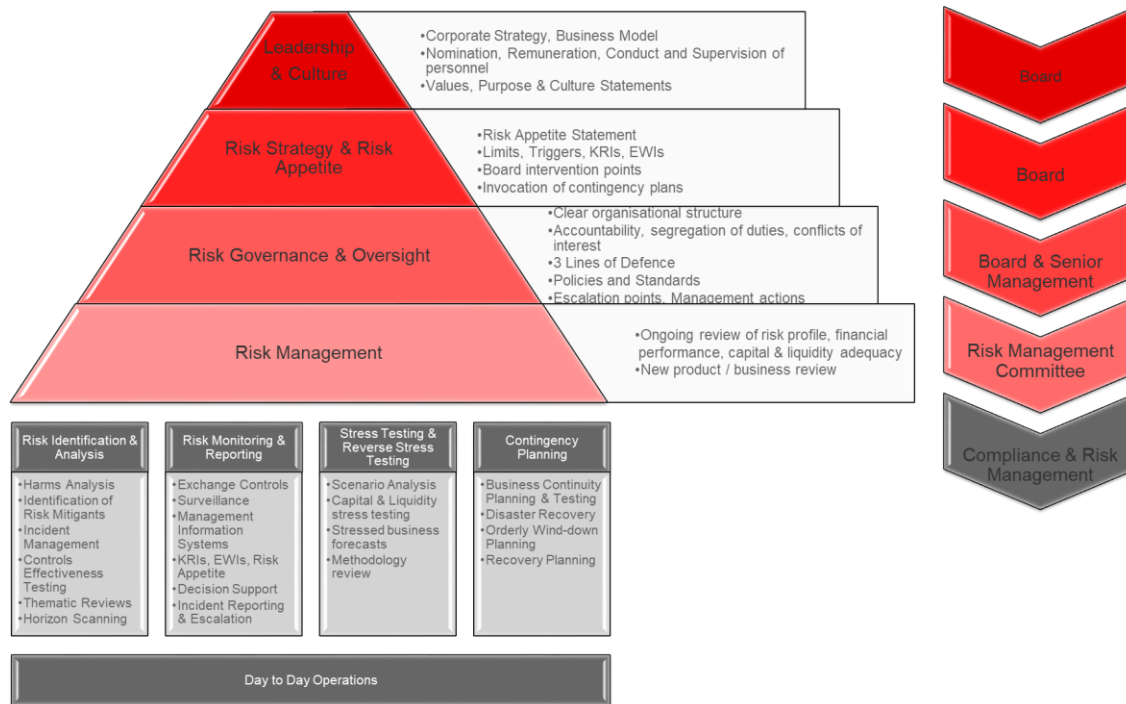 Leadership
& Culture
•Corporate Strategy, Business Model
•Nomination, Remuneration, Conduct and Supervision of
personnel
•Values, Purpose & Culture Statements
Board
Risk Strategy & Risk
Appetite
•Risk Appetite Statement
•Limits, Triggers, KRIs, EWIs
•Board intervention points
•Invocation of contingency plans
Board
Risk Governance & Oversight
•Clear organisational structure
•Accountability, segregation of duties, conflicts of
interest
•3 Lines of Defence
•Policies and Standards
•Escalation points, Management actions
Board & Senior
Management
Risk Management
•Ongoing review of risk profile, financial
performance, capital & liquidity adequacy
•New product / business review
Risk Management
Committee
Compliance & Risk
Management
Risk Identification &
Analysis
•Harms Analysis
•Identification of
Risk Mitigants
•Incident
Management
•Controls
Effectiveness
Testing
•Thematic Reviews
•Horizon Scanning
Risk Monitoring &
Reporting
•Exchange Controls
•Surveillance
•Management
Information
Systems
•KRIs, EWIs, Risk
Appetite
•Decision Support
•Incident Reporting
& Escalation
Stress Testing &
Reverse Stress
Testing
•Scenario Analysis
•Capital & Liquidity
stress testing
•Stressed business
forecasts
•Methodology
review
Contingency
Planning
•Business Continuity
Planning & Testing
•Disaster Recovery
•Orderly Wind-down
Planning
•Recovery Planning
Day to Day Operations